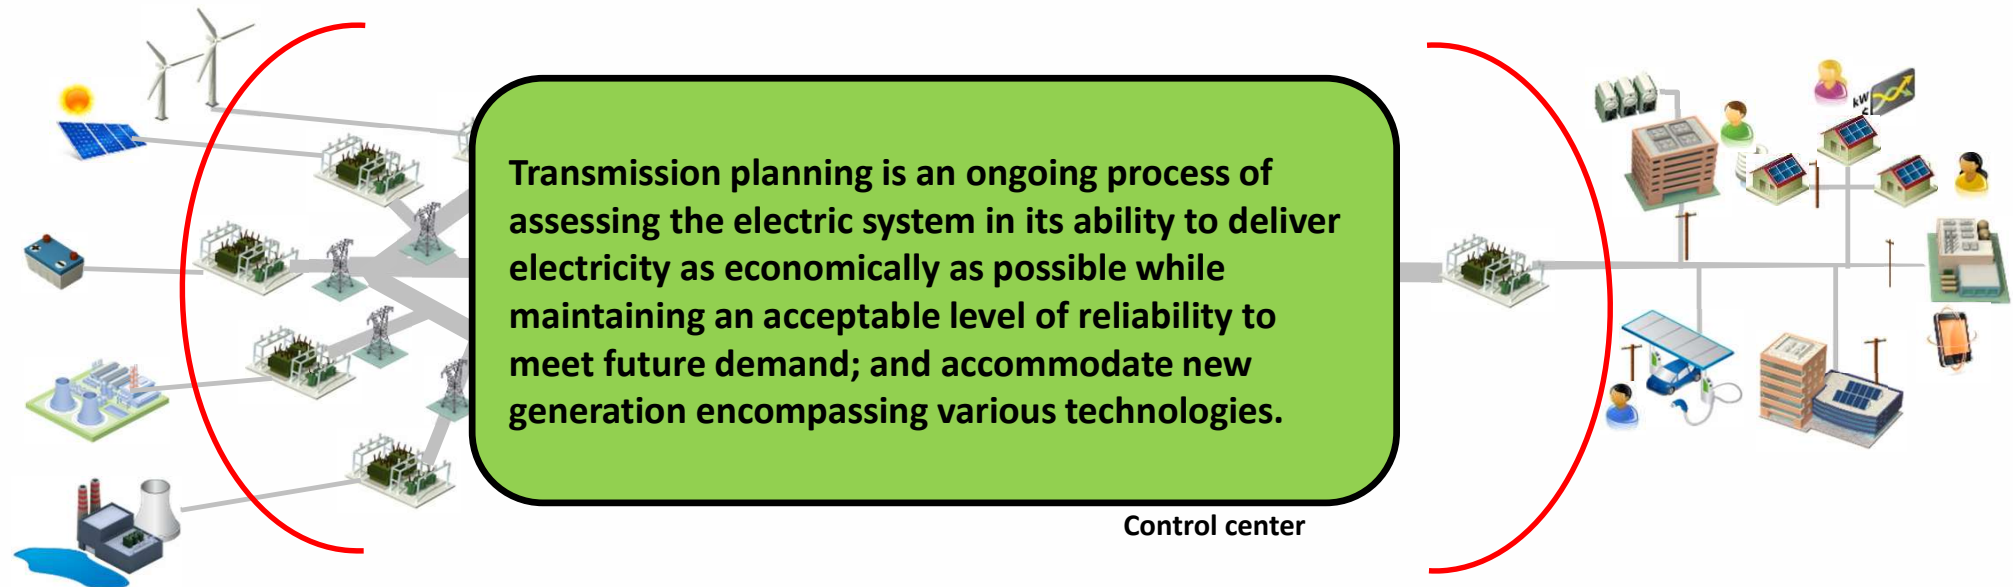 Transmission planning is an ongoing process of
assessing the electric system in its ability to deliver
electricity as economically as possible while
maintaining an acceptable level of reliability to
meet future demand; and accommodate new
generation encompassing various technologies.
Control center
kW
¢